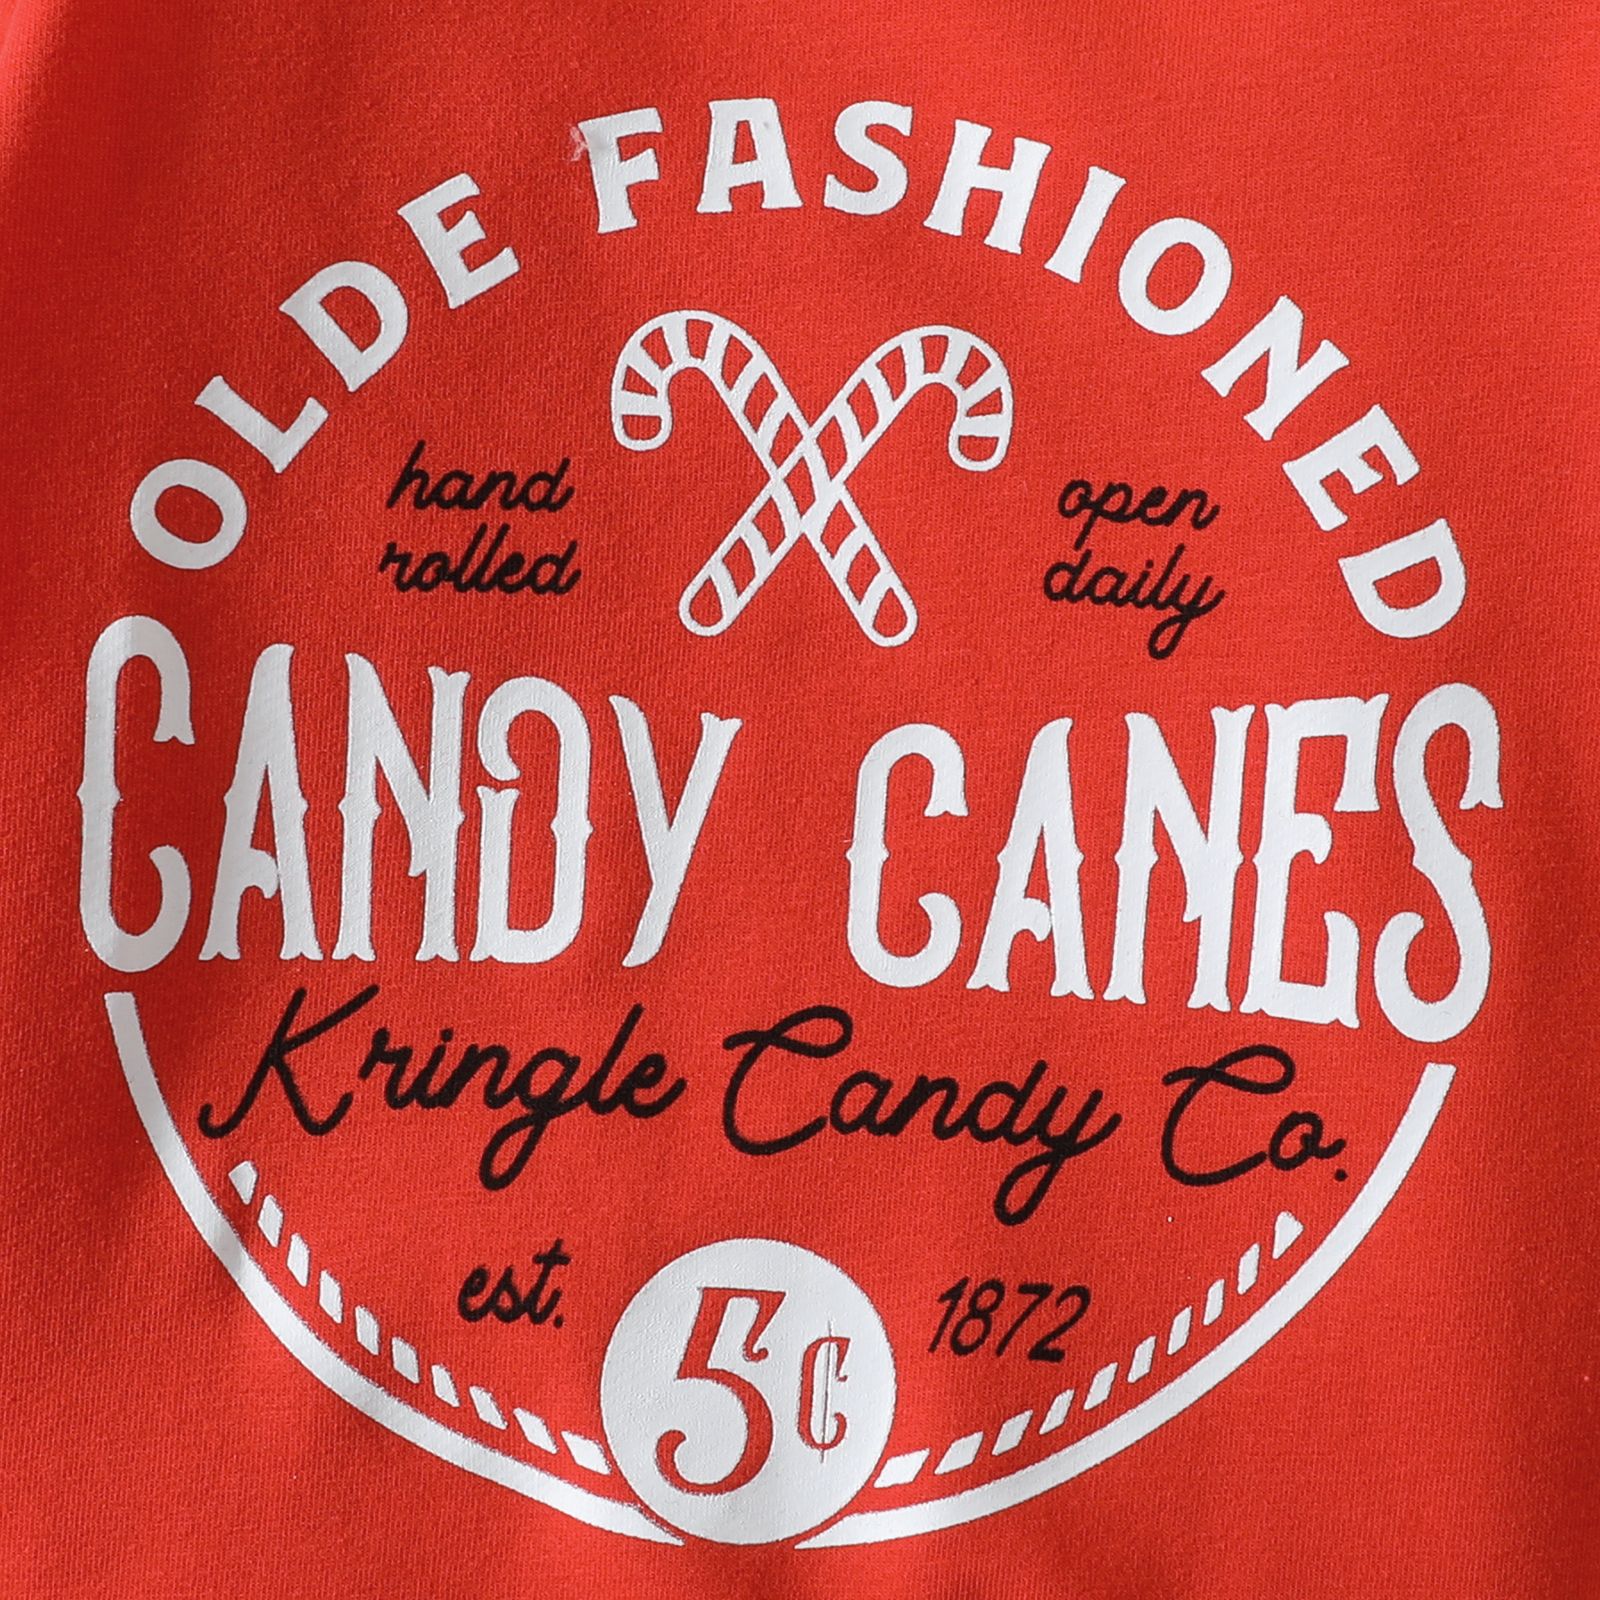 OLDE FASHIONED
hand
rolled
open
daily
CANDY CANES
Kringle Candy Co.
est.
1872
5¢